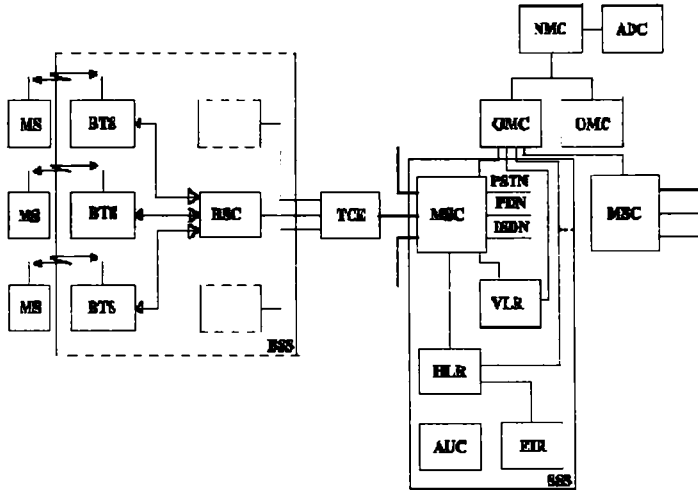 NMC
ADC
OMC
OMC
MS
BTS
MS
BTS
BSC
TCE
MSC
PSTN
PDN
ISDN
MSC
MS
BTS
VLR
BSS
HLR
AUC
EIR
SSS